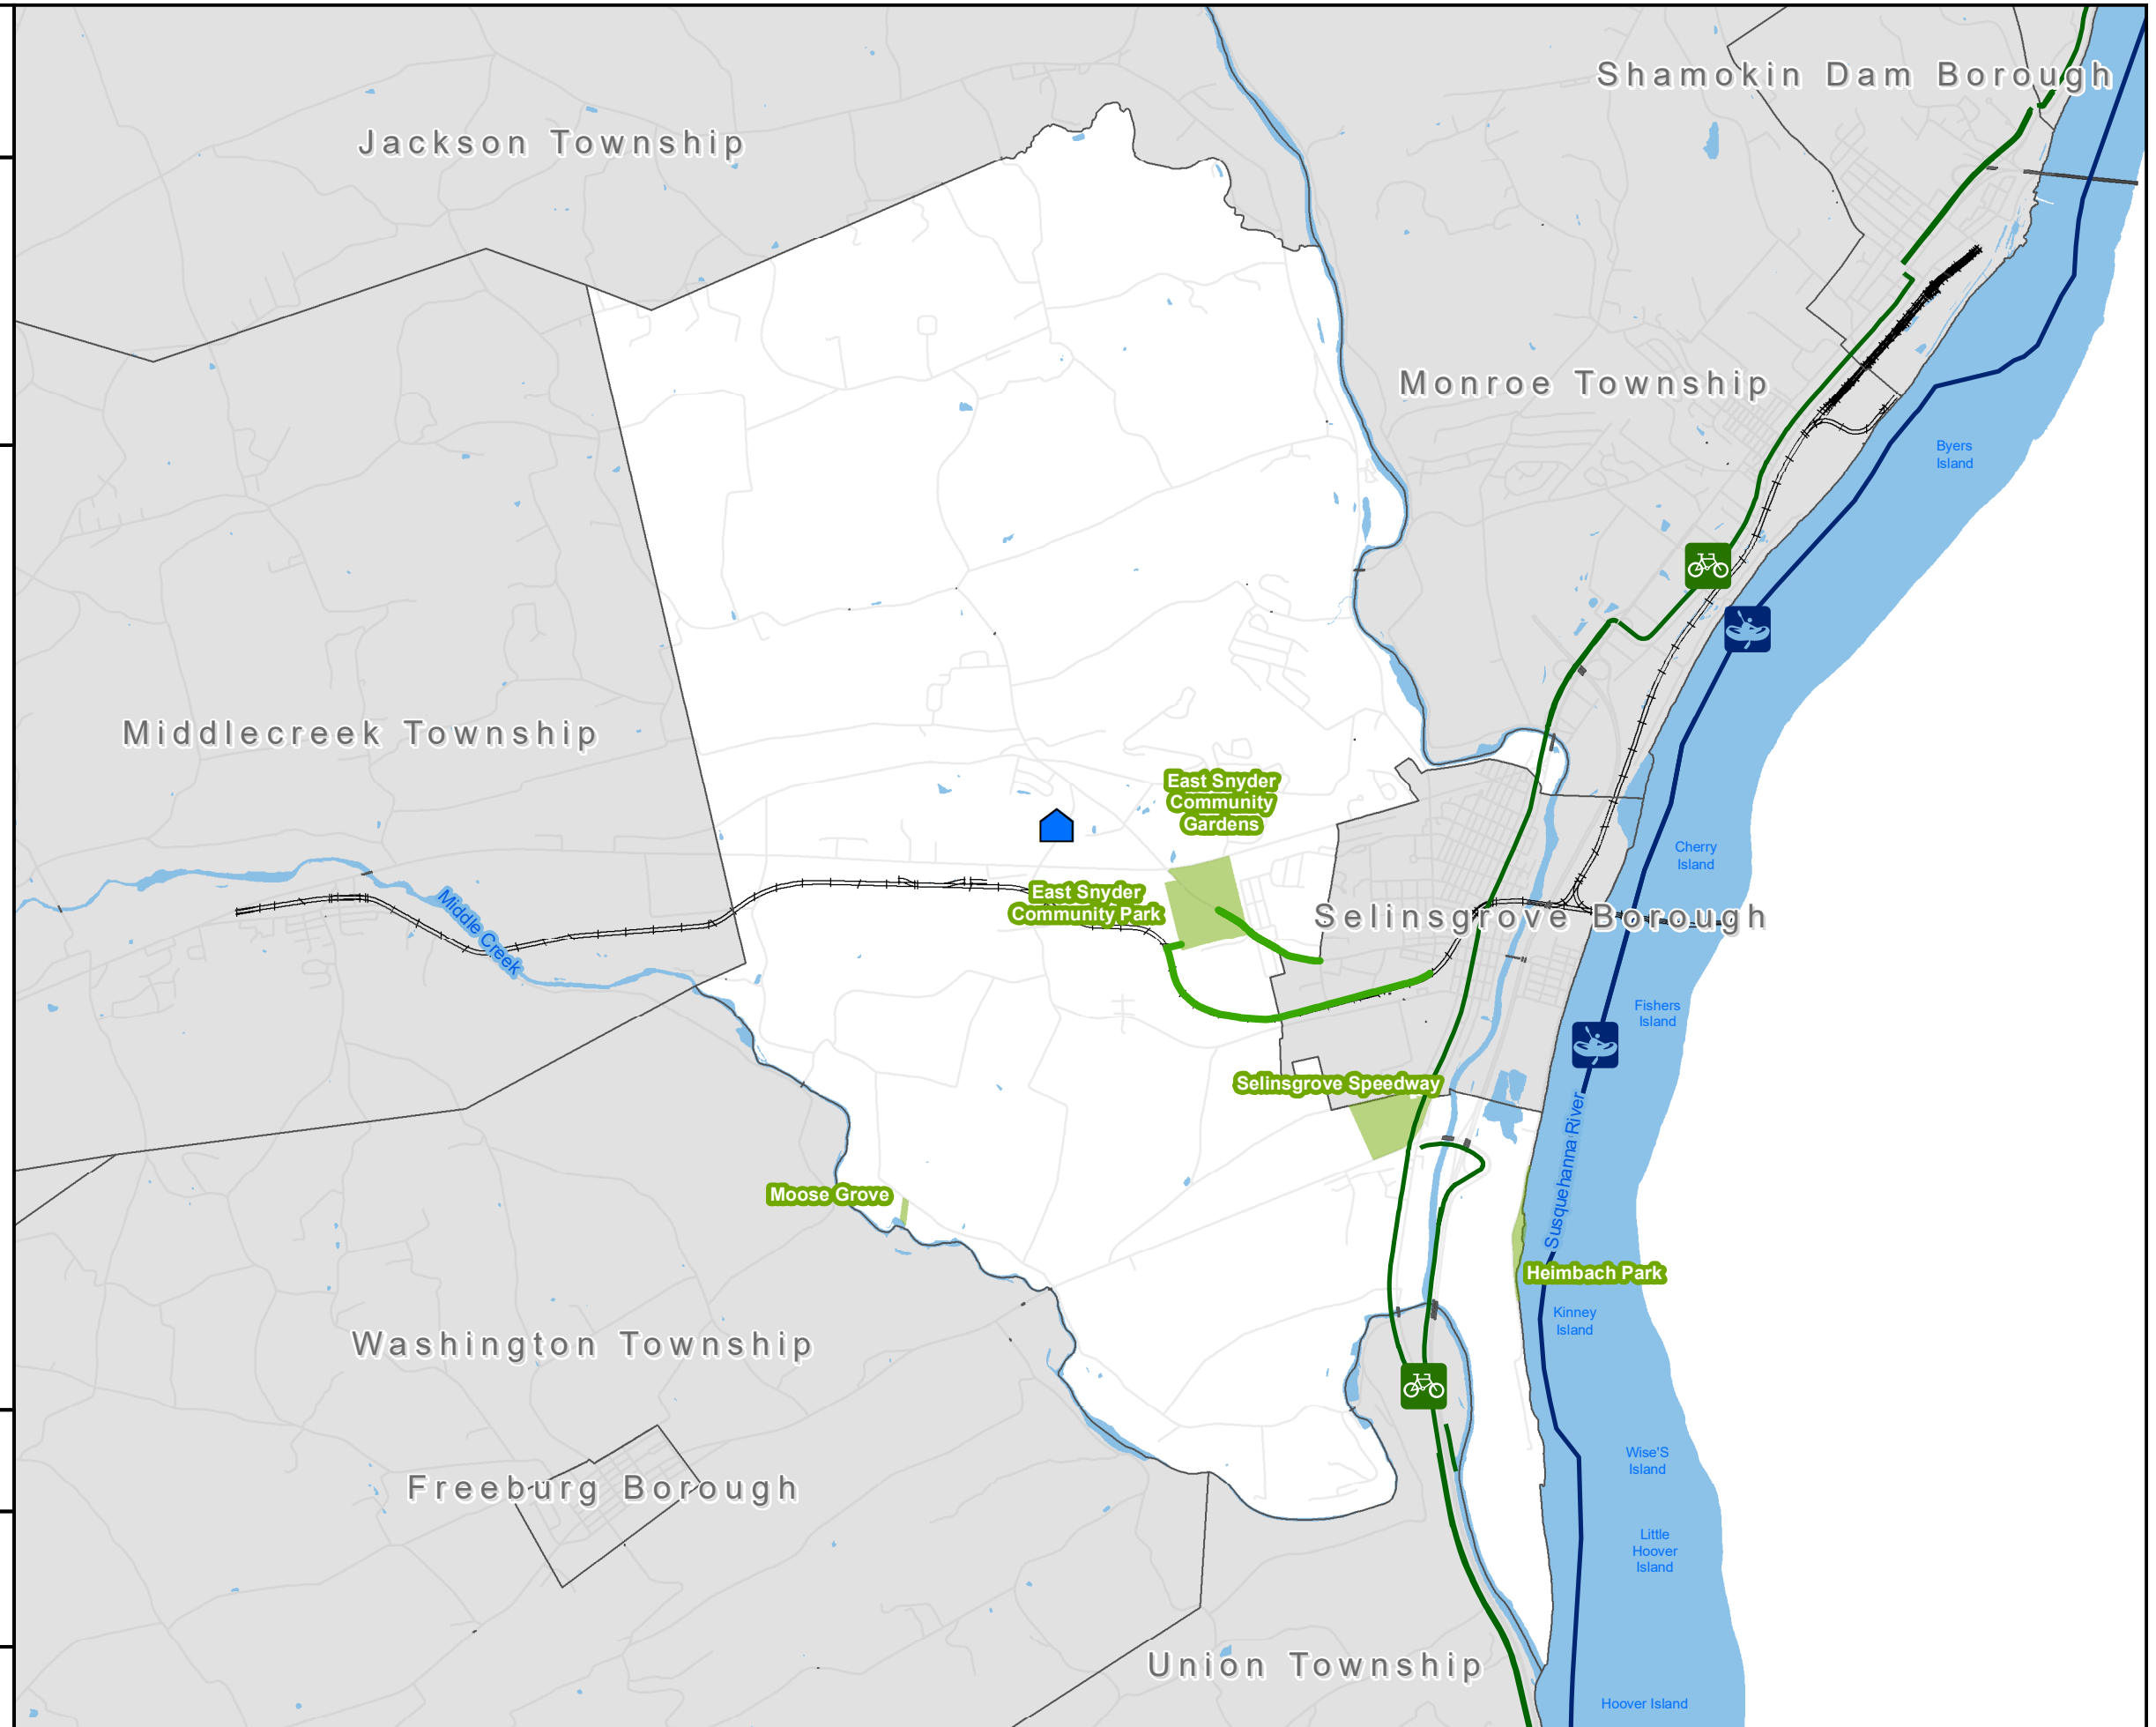 Shamokin Dam Borough
Jackson Township
Monroe Township
Byers
Island
Middlecreek Township
East Snyder
Community
Gardens
Cherry
Island
East Snyder
Community Park
Selinsgrove Borough
Middle Creek
Fishers
Island
Selinsgrove Speedway
Susquehanna River
Moose Grove
Heimbach Park
Kinney
Island
Washington Township
Wise'S
Island
Freeburg Borough
Little
Hoover
Island
Union Township
Hoover Island